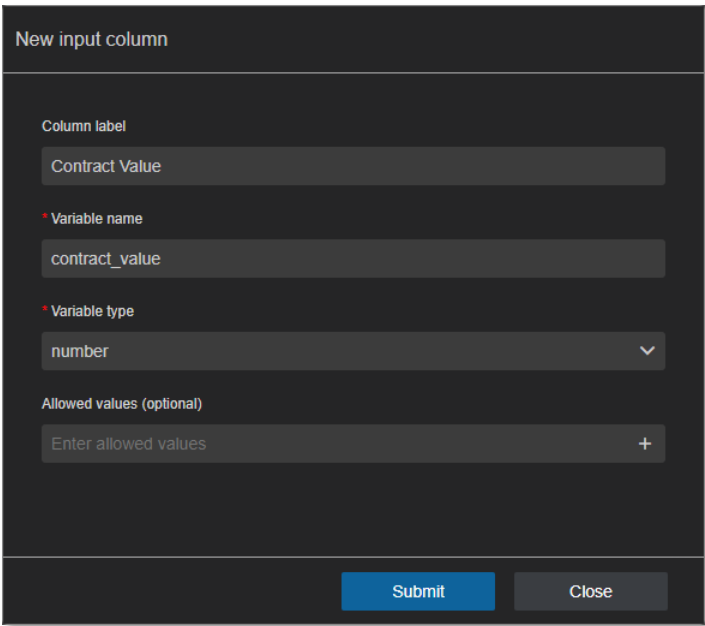 New input column
Column label
Contract Value
* Variable name
contract_value
* Variable type
number
Allowed values (optional)
Enter allowed values +
Submit Close